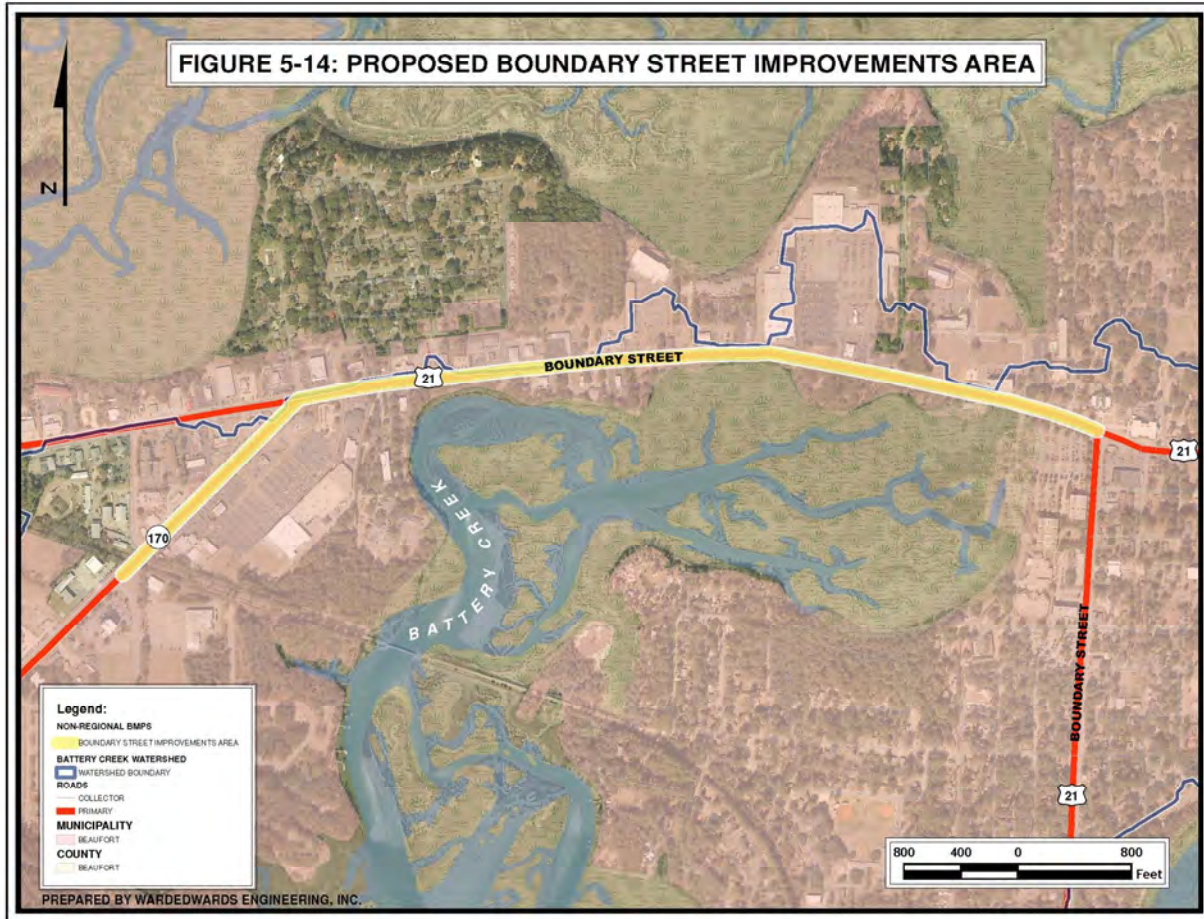 FIGURE 5-14: PROPOSED BOUNDARY STREET IMPROVEMENTS AREA
N
BOUNDARY STREET
21
21
170
BATTERY CREEK
BOUNDARY STREET
21
Legend:
NON-REGIONAL BMPS
BOUNDARY STREET IMPROVEMENTS AREA
BATTERY CREEK WATERSHED
WATERSHED BOUNDARY
ROADS
COLLECTOR
PRIMARY
MUNICIPALITY
BEAUFORT
COUNTY
BEAUFORT
800 400 0 800
Feet
PREPARED BY WARDEDWARDS ENGINEERING, INC.